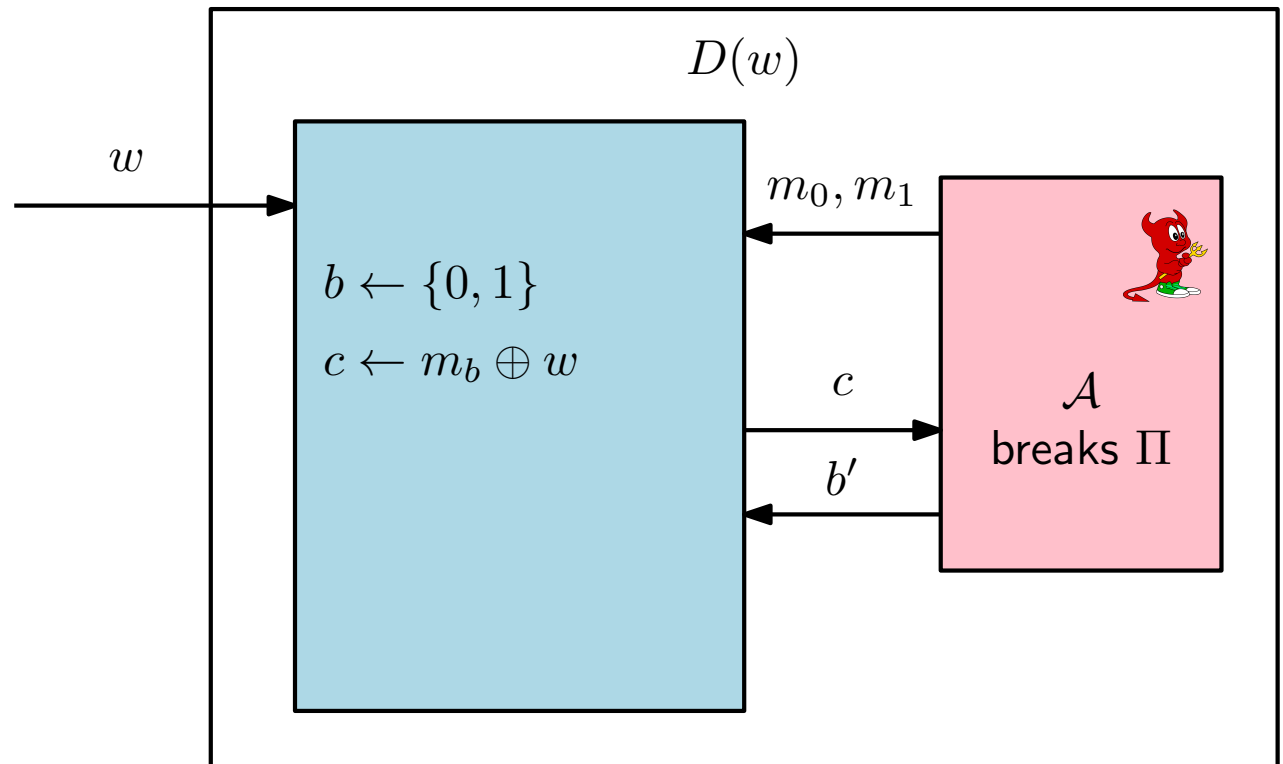 D(w)
w
b ← {0, 1}
c ← m_b ⊕ w
m_0, m_1
c
b′
𝒜
breaks Π